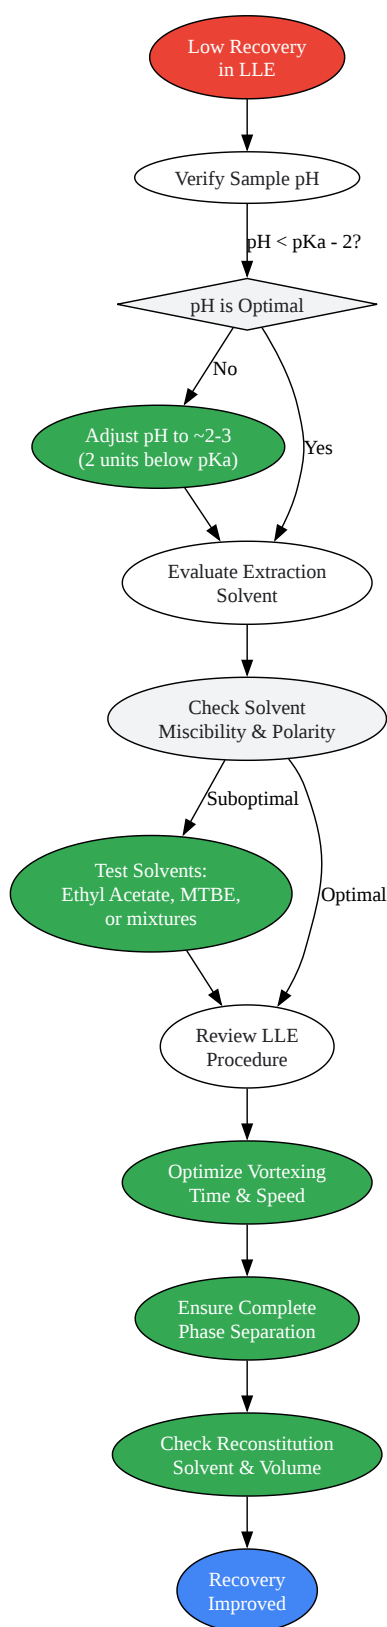 Low Recovery
in LLE
Verify Sample pH
pH < pKa - 2?
pH is Optimal
No
Adjust pH to ~2-3
(2 units below pKa)
Yes
Evaluate Extraction
Solvent
Check Solvent
Miscibility & Polarity
Suboptimal
Test Solvents:
Ethyl Acetate, MTBE,
or mixtures
Optimal
Review LLE
Procedure
Optimize Vortexing
Time & Speed
Ensure Complete
Phase Separation
Check Reconstitution
Solvent & Volume
Recovery
Improved